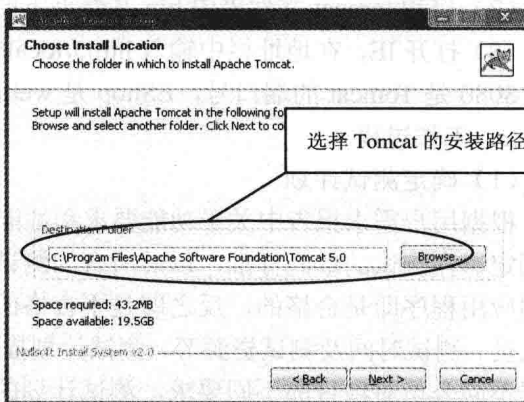 Choose Install Location
Choose the folder in which to install Apache Tomcat.
Setup will install Apache Tomcat in the following fo
Browse and select another folder. Click Next to co
选择 Tomcat 的安装路径
Destination Folder
C:\Program Files\Apache Software Foundation\Tomcat 5.0
Browse...
Space required: 43.2MB
Space available: 19.5GB
Nullsoft Install System v2.0
< Back
Next >
Cancel